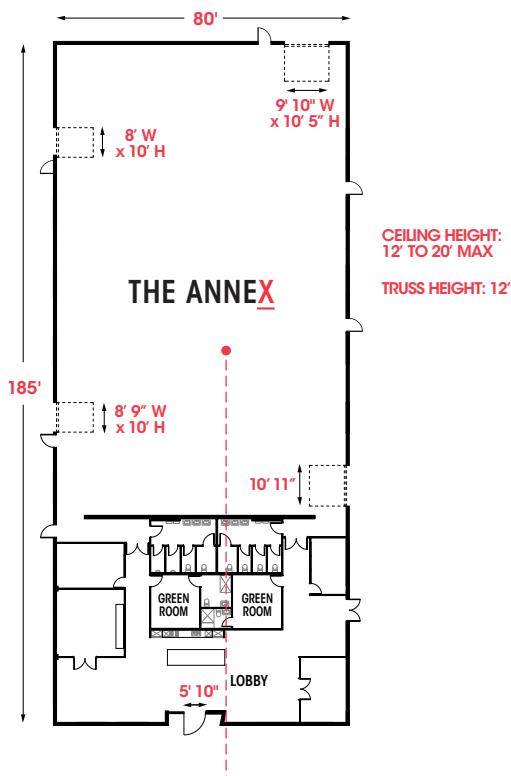 80'
9' 10" W
x 10' 5" H
8' W
x 10' H
CEILING HEIGHT:
12' TO 20' MAX
TRUSS HEIGHT: 12'
THE ANNEX
185'
8' 9" W
x 10' H
10' 11"
GREEN
ROOM
GREEN
ROOM
LOBBY
5' 10"